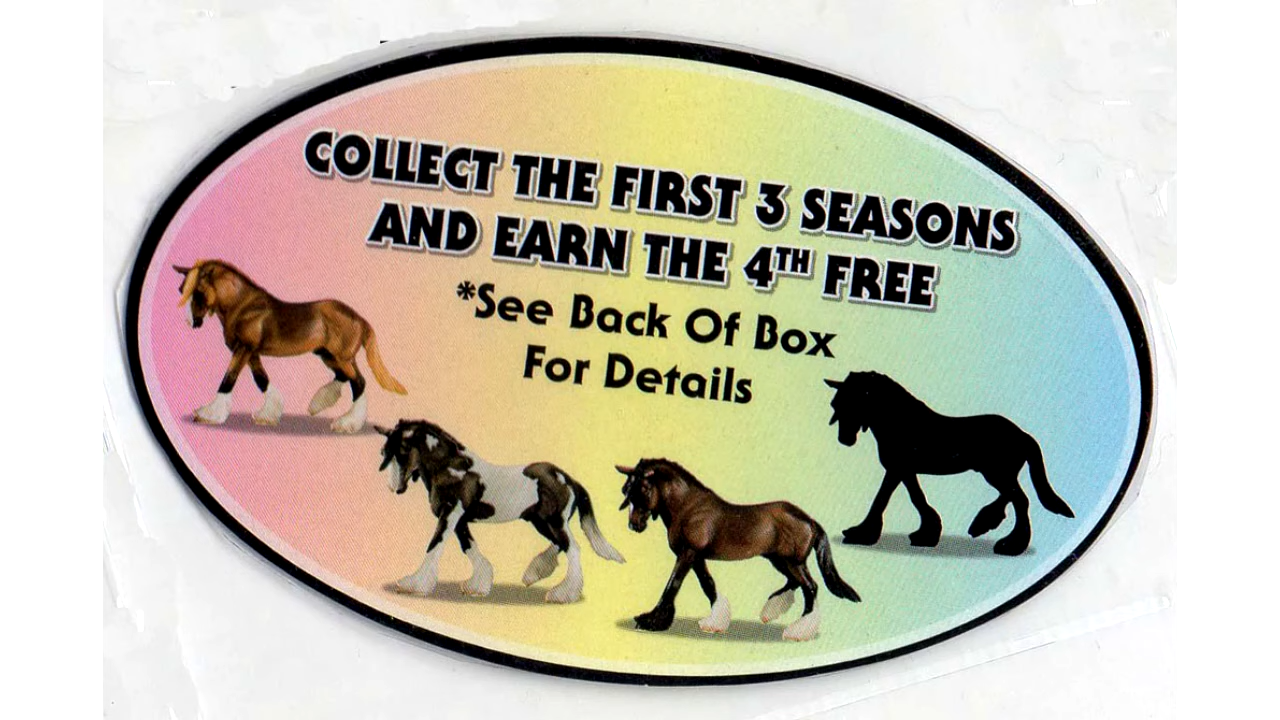 COLLECT THE FIRST 3 SEASONS
AND EARN THE 4TH FREE
*See Back Of Box
For Details